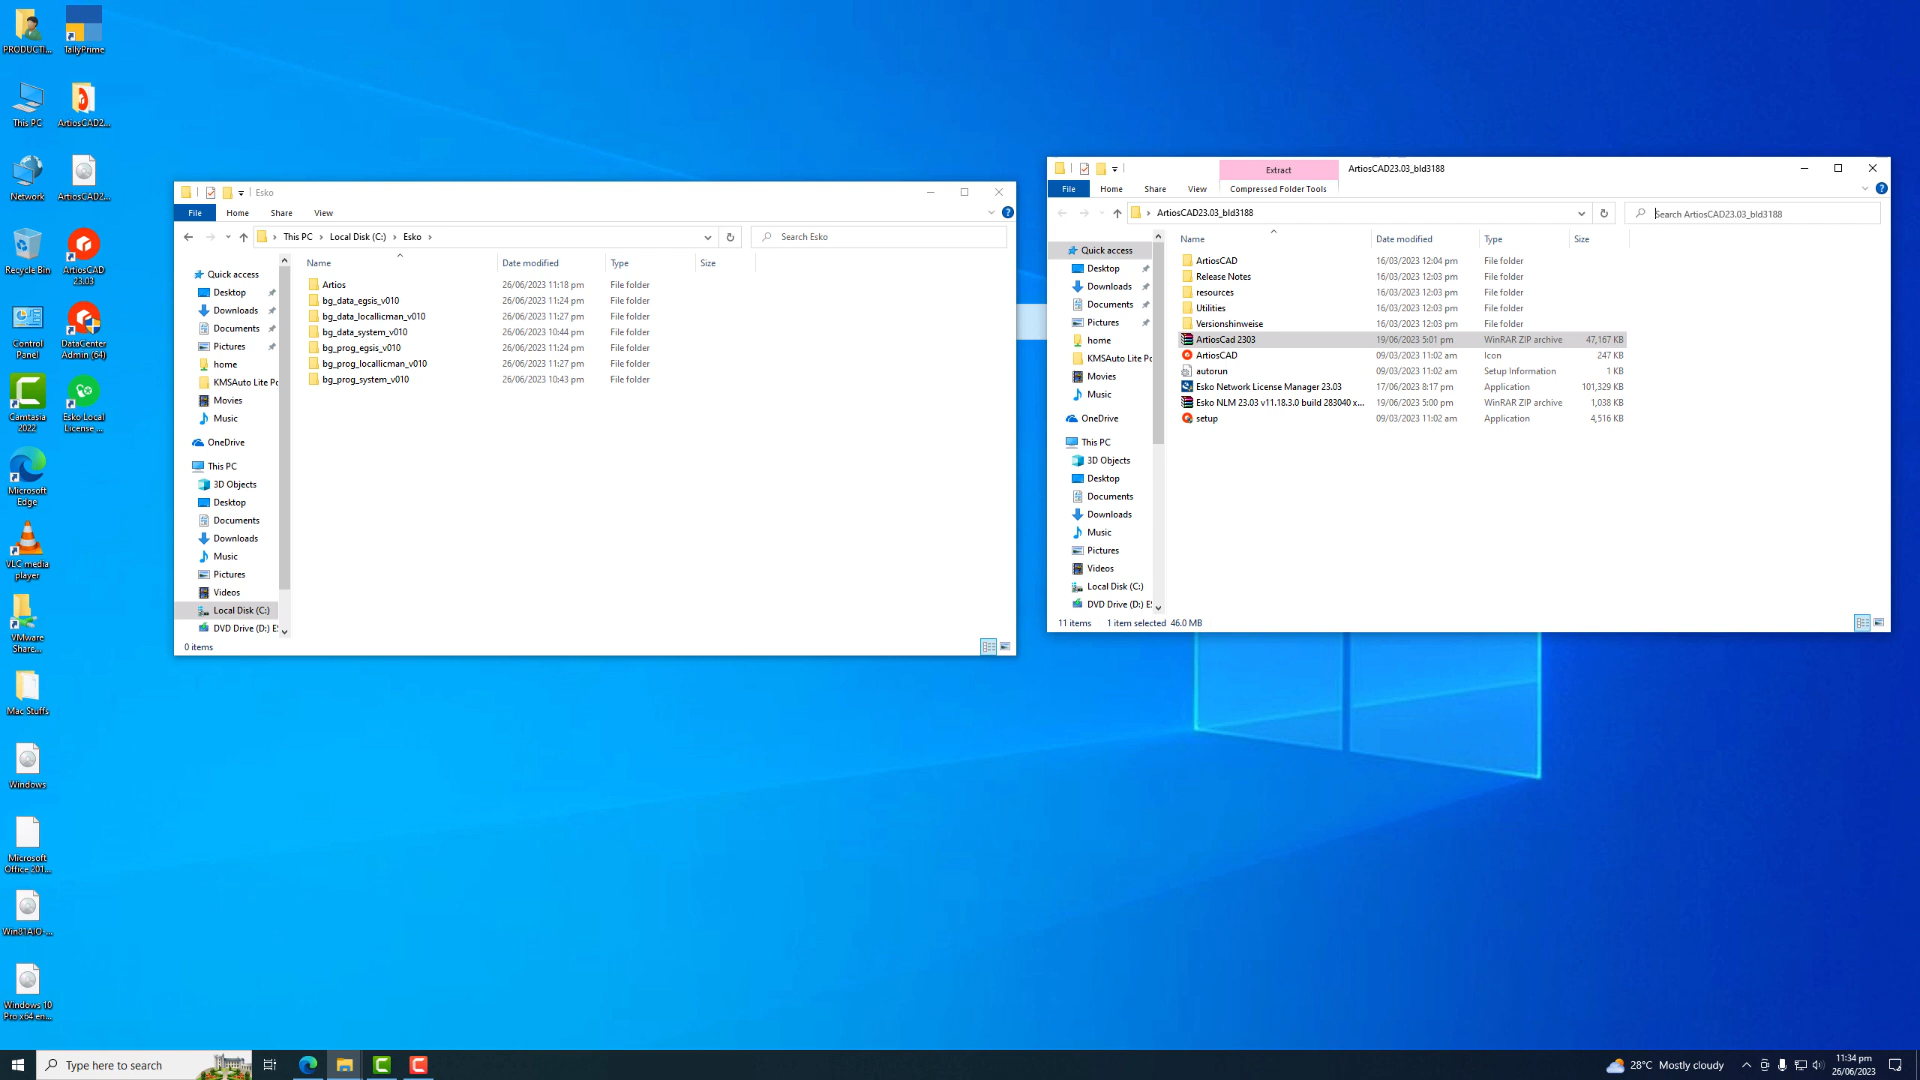 PRODUCTI...
TallyPrime
This PC
ArtiosCAD2...
Network
ArtiosCAD2...
Recycle Bin
ArtiosCAD
23.03
Control
Panel
DataCenter
Admin (64)
Camtasia
2022
Esko Local
License ...
Microsoft
Edge
VLC media
player
VMware
Share...
Mac Stuffs
Windows
Microsoft
Office 201...
Win81AIO-...
Windows 10
Pro x64 en...
Esko
File Home Share View
This PC › Local Disk (C:) › Esko ›
Search Esko
Quick access
Desktop
Downloads
Documents
Pictures
home
KMSAuto Lite Po
Movies
Music
OneDrive
This PC
3D Objects
Desktop
Documents
Downloads
Music
Pictures
Videos
Local Disk (C:)
DVD Drive (D:) E
Name Date modified Type Size
Artios 26/06/2023 11:18 pm File folder
bg_data_egsis_v010 26/06/2023 11:24 pm File folder
bg_data_locallicman_v010 26/06/2023 11:27 pm File folder
bg_data_system_v010 26/06/2023 10:44 pm File folder
bg_prog_egsis_v010 26/06/2023 11:24 pm File folder
bg_prog_locallicman_v010 26/06/2023 11:27 pm File folder
bg_prog_system_v010 26/06/2023 10:43 pm File folder
0 items
Extract
ArtiosCAD23.03_bld3188
File Home Share View Compressed Folder Tools
› ArtiosCAD23.03_bld3188
Search ArtiosCAD23.03_bld3188
Quick access
Desktop
Downloads
Documents
Pictures
home
KMSAuto Lite Po
Movies
Music
OneDrive
This PC
3D Objects
Desktop
Documents
Downloads
Music
Pictures
Videos
Local Disk (C:)
DVD Drive (D:) E
Name Date modified Type Size
ArtiosCAD 16/03/2023 12:04 pm File folder
Release Notes 16/03/2023 12:03 pm File folder
resources 16/03/2023 12:03 pm File folder
Utilities 16/03/2023 12:03 pm File folder
Versionshinweise 16/03/2023 12:03 pm File folder
ArtiosCad 2303 19/06/2023 5:01 pm WinRAR ZIP archive 47,167 KB
ArtiosCAD 09/03/2023 11:02 am Icon 247 KB
autorun 09/03/2023 11:02 am Setup Information 1 KB
Esko Network License Manager 23.03 17/06/2023 8:17 pm Application 101,329 KB
Esko NLM 23.03 v11.18.3.0 build 283040 x... 19/06/2023 5:00 pm WinRAR ZIP archive 1,038 KB
setup 09/03/2023 11:02 am Application 4,516 KB
11 items 1 item selected 46.0 MB
Type here to search
28°C Mostly cloudy
11:34 pm
26/06/2023